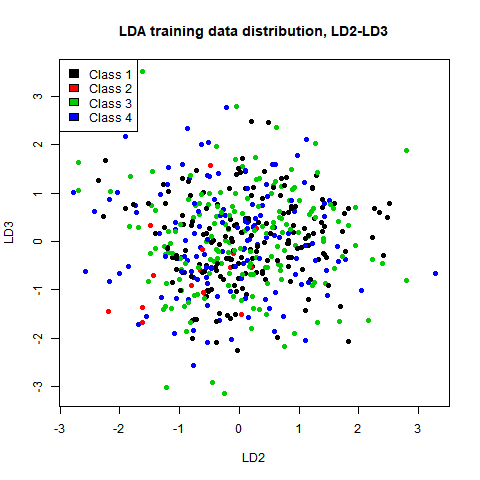 LDA training data distribution, LD2-LD3
Class 1
Class 2
Class 3
Class 4
3
2
1
0
-1
-2
-3
LD3
-3
-2
-1
0
1
2
3
LD2